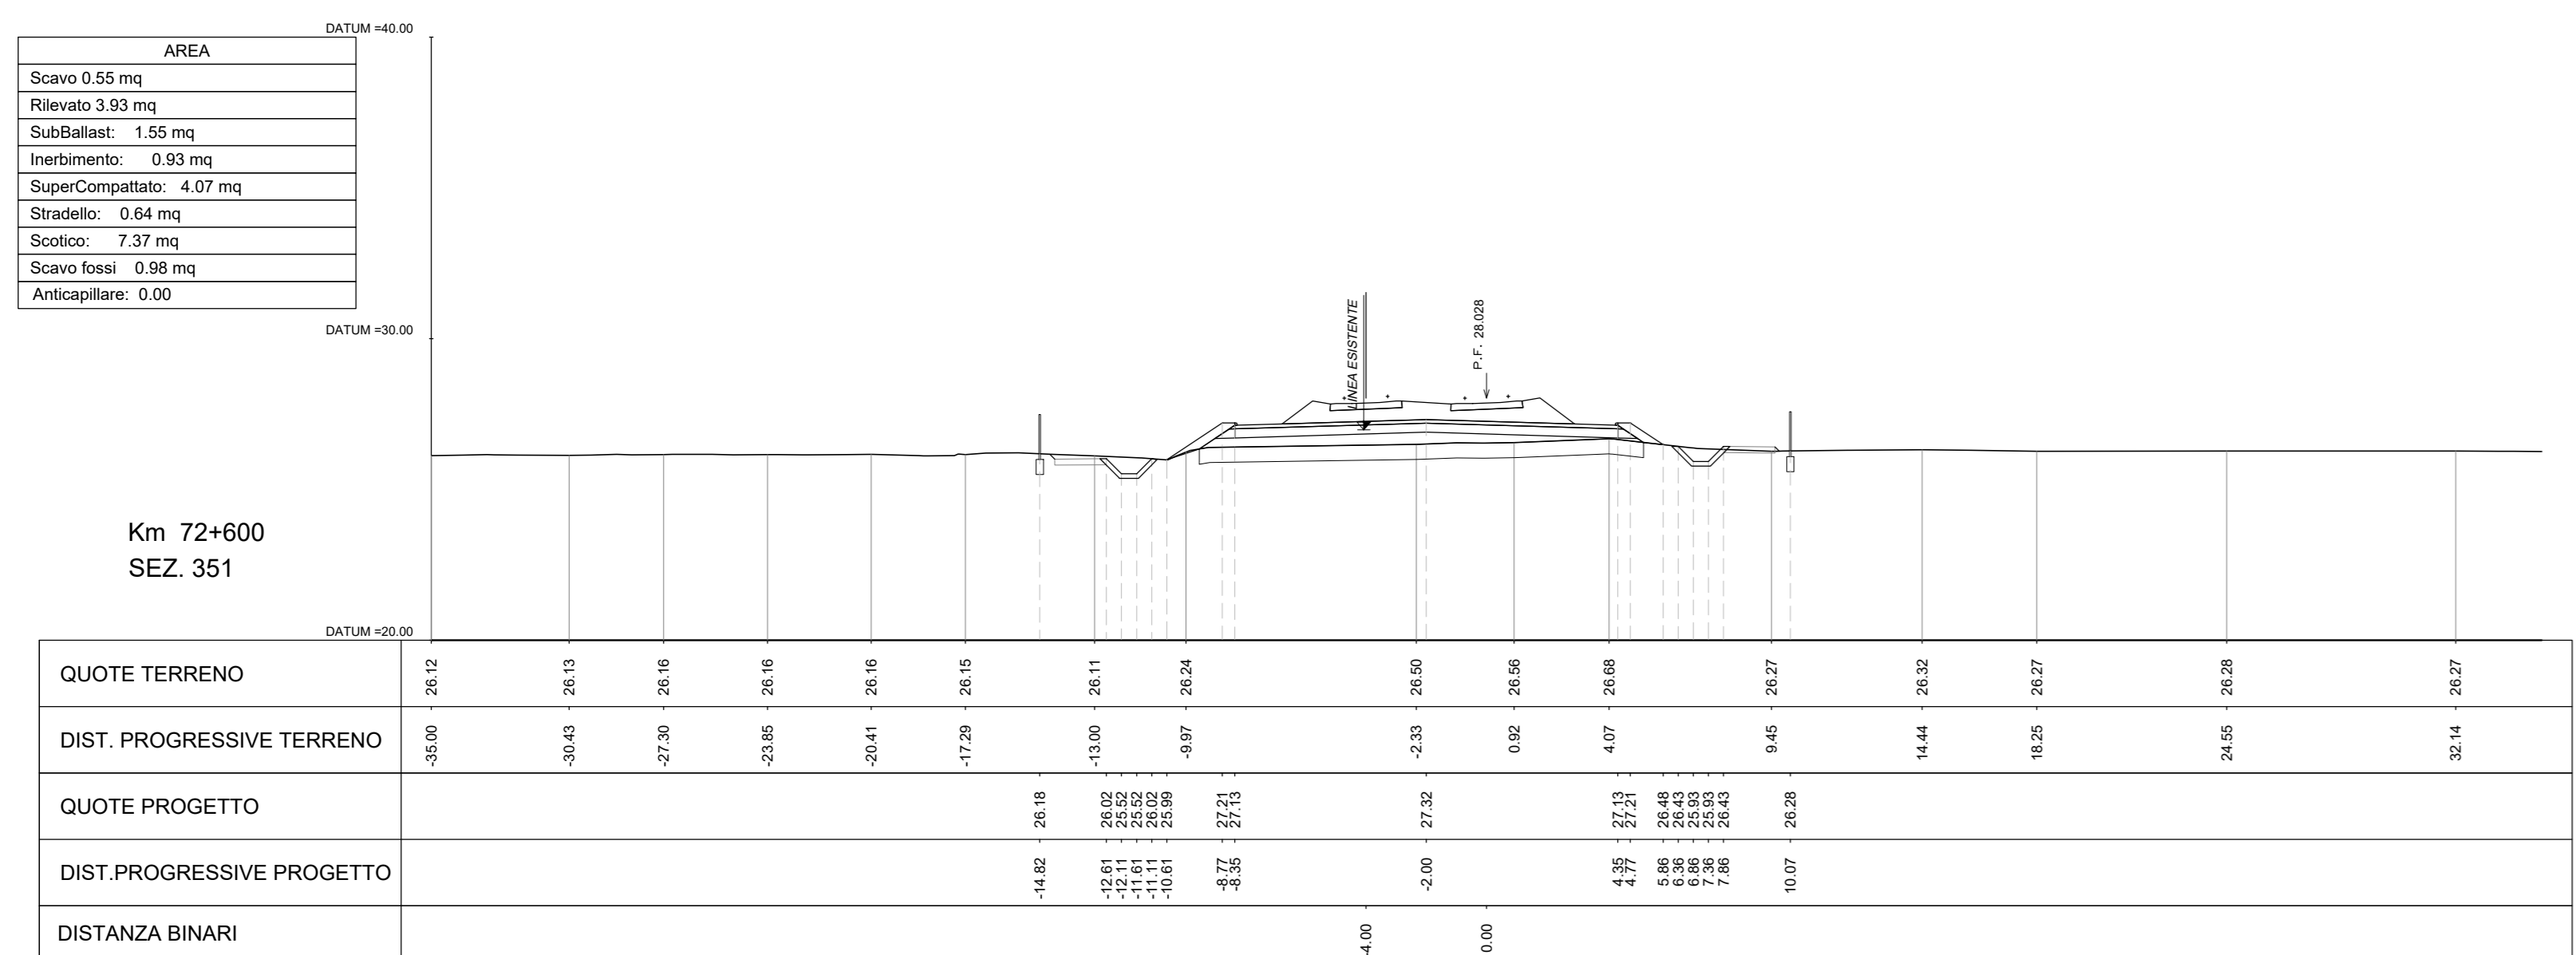 DATUM =40.00
AREA
Scavo 0.55 mq
Rilevato 3.93 mq
SubBallast: 1.55 mq
Inerbimento: 0.93 mq
SuperCompattato: 4.07 mq
Stradello: 0.64 mq
Scotico: 7.37 mq
Scavo fossi 0.98 mq
Anticapillare: 0.00
DATUM =30.00
LINEA ESISTENTE
P.F. 28.028
Km 72+600
SEZ. 351
DATUM =20.00
QUOTE TERRENO 26.12 26.13 26.16 26.16 26.16 26.15 26.11 26.24 26.50 26.56 26.68 26.27 26.32 26.27 26.28 26.27
DIST. PROGRESSIVE TERRENO -35.00 -30.43 -27.30 -23.85 -20.41 -17.29 -13.00 -9.97 -2.33 0.92 4.07 9.45 14.44 18.25 24.55 32.14
QUOTE PROGETTO 26.18 26.02 25.52 25.52 26.02 25.99 27.21 27.13 27.32 27.13 27.21 26.48 26.43 25.93 25.93 26.43 26.28
DIST.PROGRESSIVE PROGETTO -14.82 -12.61 -12.11 -11.61 -11.11 -10.61 -8.77 -8.35 -2.00 4.35 4.77 5.86 6.36 6.86 7.36 7.86 10.07
DISTANZA BINARI -4.00 0.00